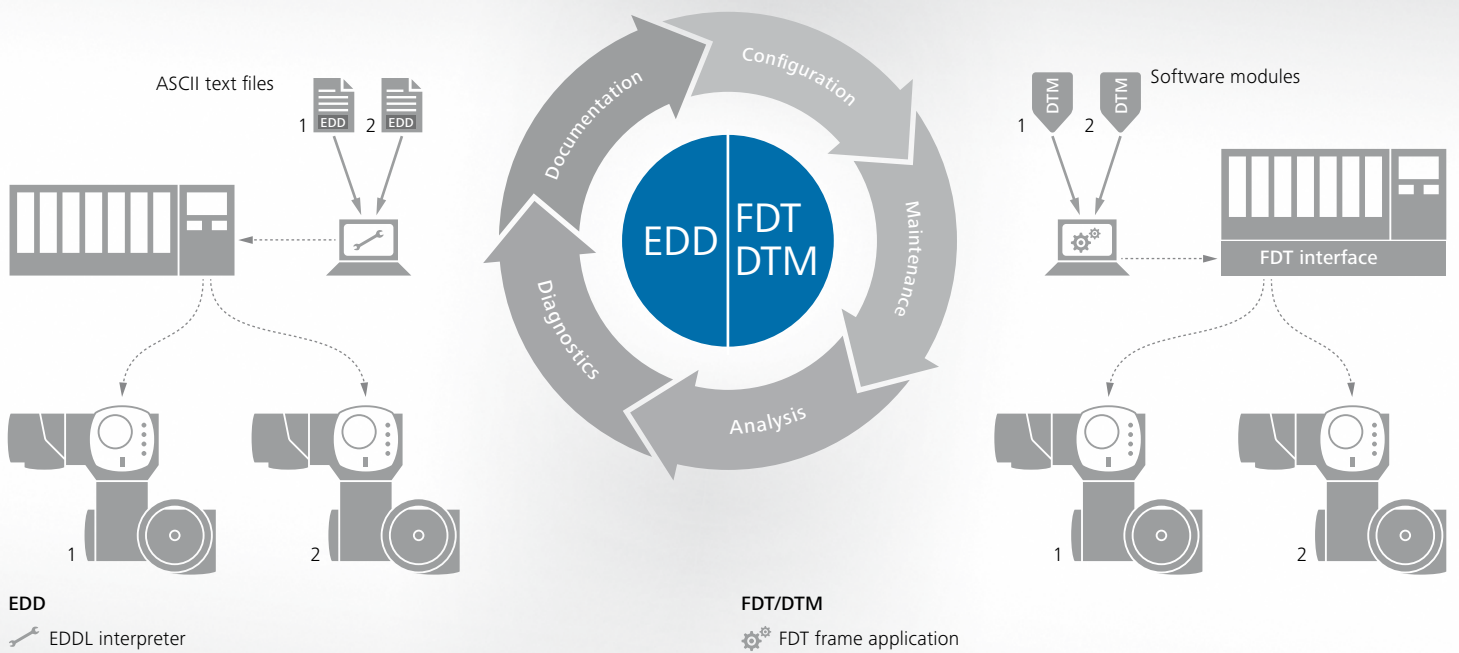 ASCII text files
1 EDD 2 EDD
Configuration
Maintenance
Analysis
Diagnostics
Documentation
EDD
FDT
DTM
Software modules
1 DTM 2 DTM
FDT interface
1
2
1
2
EDD
EDDL interpreter
FDT/DTM
FDT frame application